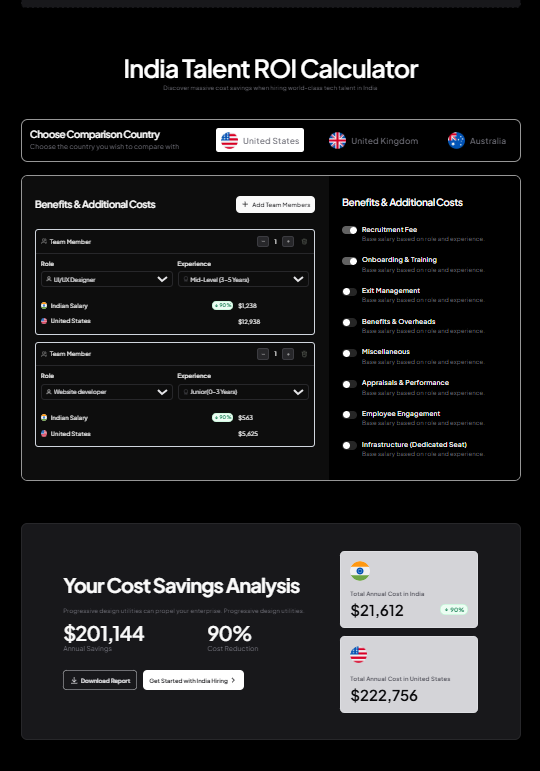 India Talent ROI Calculator
Discover massive cost savings when hiring world-class tech talent in India
Choose Comparison Country
Choose the country you wish to compare with
United States
United Kingdom
Australia
Benefits & Additional Costs
+ Add Team Members
Team Member
- 1 +
Role
Experience
UI/UX Designer
Mid-Level (3-5 Years)
Indian Salary
90%
$1,238
United States
$12,938
Team Member
- 1 +
Role
Experience
Website developer
Junior(0-3 Years)
Indian Salary
90%
$563
United States
$5,625
Benefits & Additional Costs
Recruitment Fee
Base salary based on role and experience.
Onboarding & Training
Base salary based on role and experience.
Exit Management
Base salary based on role and experience.
Benefits & Overheads
Base salary based on role and experience.
Miscellaneous
Base salary based on role and experience.
Appraisals & Performance
Base salary based on role and experience.
Employee Engagement
Base salary based on role and experience.
Infrastructure (Dedicated Seat)
Base salary based on role and experience.
Your Cost Savings Analysis
Progressive design utilities can propal your enterprise. Progressive design utilities
$201,144
Annual Savings
90%
Cost Reduction
Download Report
Get Started with India Hiring
Total Annual Cost in India
$21,612
90%
Total Annual Cost in United States
$222,756